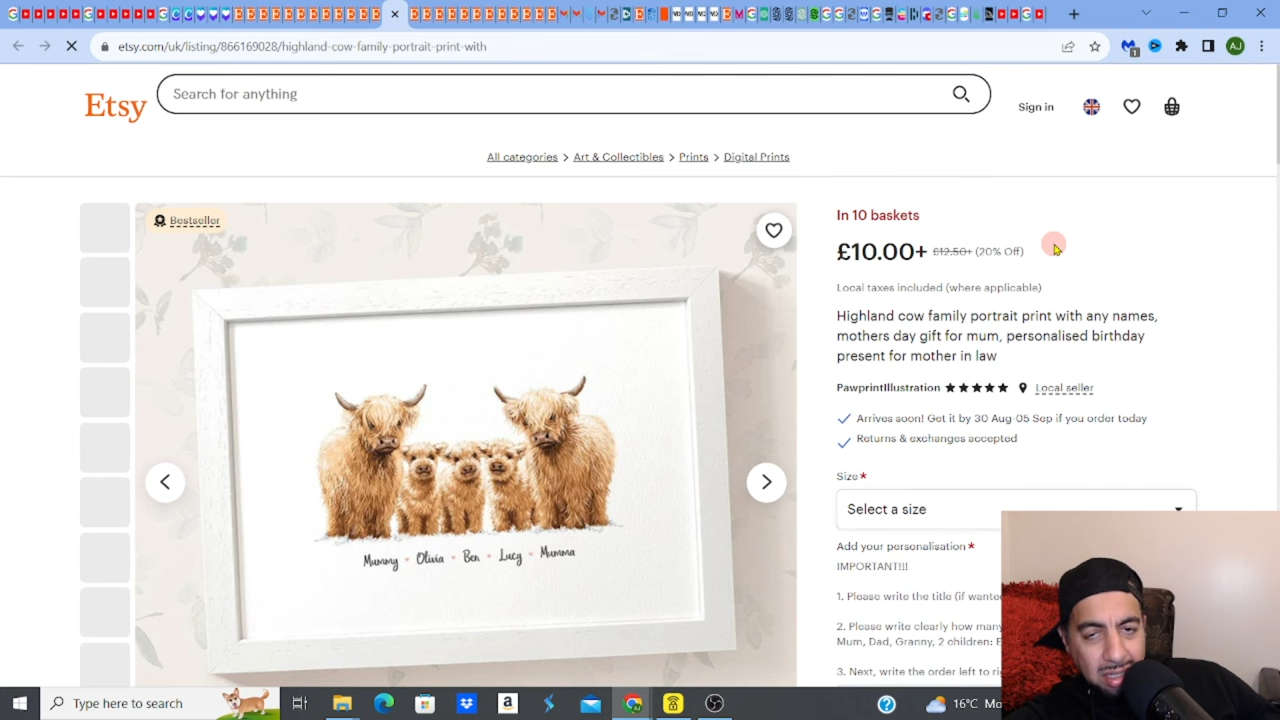 etsy.com/uk/listing/866169028/highland-cow-family-portrait-print-with
1
AJ
Etsy
Search for anything
Sign in
All categories > Art & Collectibles > Prints > Digital Prints
Bestseller
In 10 baskets
£10.00+ £12.50+ (20% Off)
Local taxes included (where applicable)
Highland cow family portrait print with any names,
mothers day gift for mum, personalised birthday
present for mother in law
PawprintIllustration ★★★★★ Local seller
Arrives soon! Get it by 30 Aug-05 Sep if you order today
Returns & exchanges accepted
Size *
Select a size
Add your personalisation *
IMPORTANT!!!
1. Please write the title (if wante
2. Please write clearly how many
Mum, Dad, Granny, 2 children: E
3. Next, write the order left to ri
Mummy Olivia Ben Lucy Mumma
Type here to search
16°C Mo